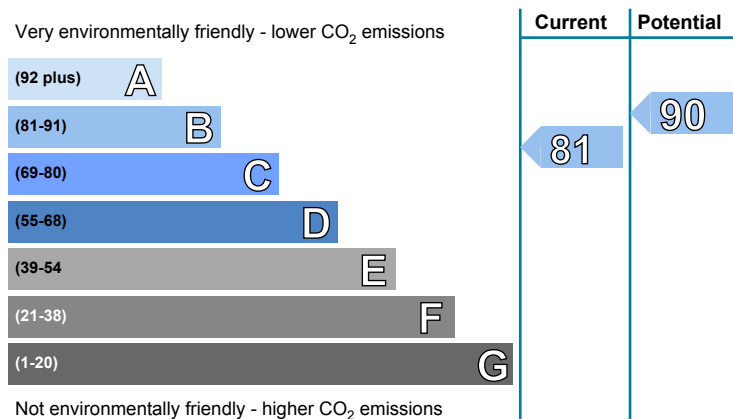 Very environmentally friendly - lower CO₂ emissions
Current
Potential
(92 plus) A
(81-91) B
(69-80) C
(55-68) D
(39-54 E
(21-38) F
(1-20) G
81
90
Not environmentally friendly - higher CO₂ emissions